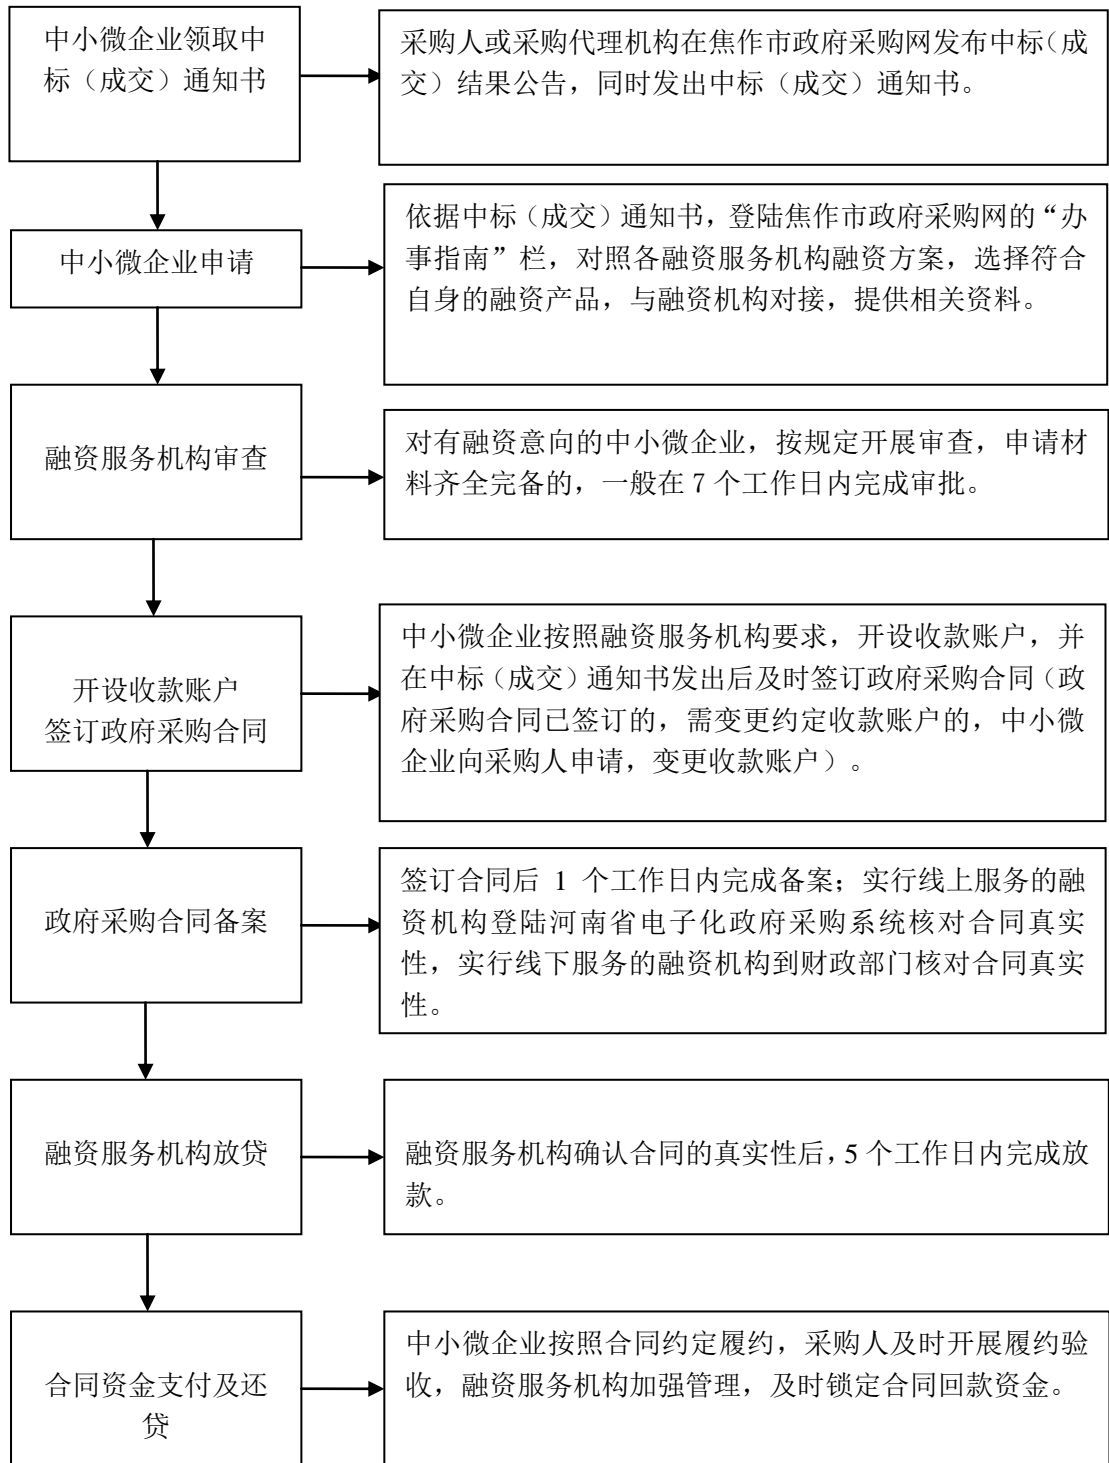 中小微企业领取中
标（成交）通知书
采购人或采购代理机构在焦作市政府采购网发布中标（成
交）结果公告，同时发出中标（成交）通知书。
中小微企业申请
依据中标（成交）通知书，登陆焦作市政府采购网的“办
事指南”栏，对照各融资服务机构融资方案，选择符合
自身的融资产品，与融资机构对接，提供相关资料。
融资服务机构审查
对有融资意向的中小微企业，按规定开展审查，申请材
料齐全完备的，一般在 7 个工作日内完成审批。
开设收款账户
签订政府采购合同
中小微企业按照融资服务机构要求，开设收款账户，并
在中标（成交）通知书发出后及时签订政府采购合同（政
府采购合同已签订的，需变更约定收款账户的，中小微
企业向采购人申请，变更收款账户）。
政府采购合同备案
签订合同后 1 个工作日内完成备案；实行线上服务的融
资机构登陆河南省电子化政府采购系统核对合同真实
性，实行线下服务的融资机构到财政部门核对合同真实
性。
融资服务机构放贷
融资服务机构确认合同的真实性后，5 个工作日内完成放
款。
合同资金支付及还
贷
中小微企业按照合同约定履约，采购人及时开展履约验
收，融资服务机构加强管理，及时锁定合同回款资金。